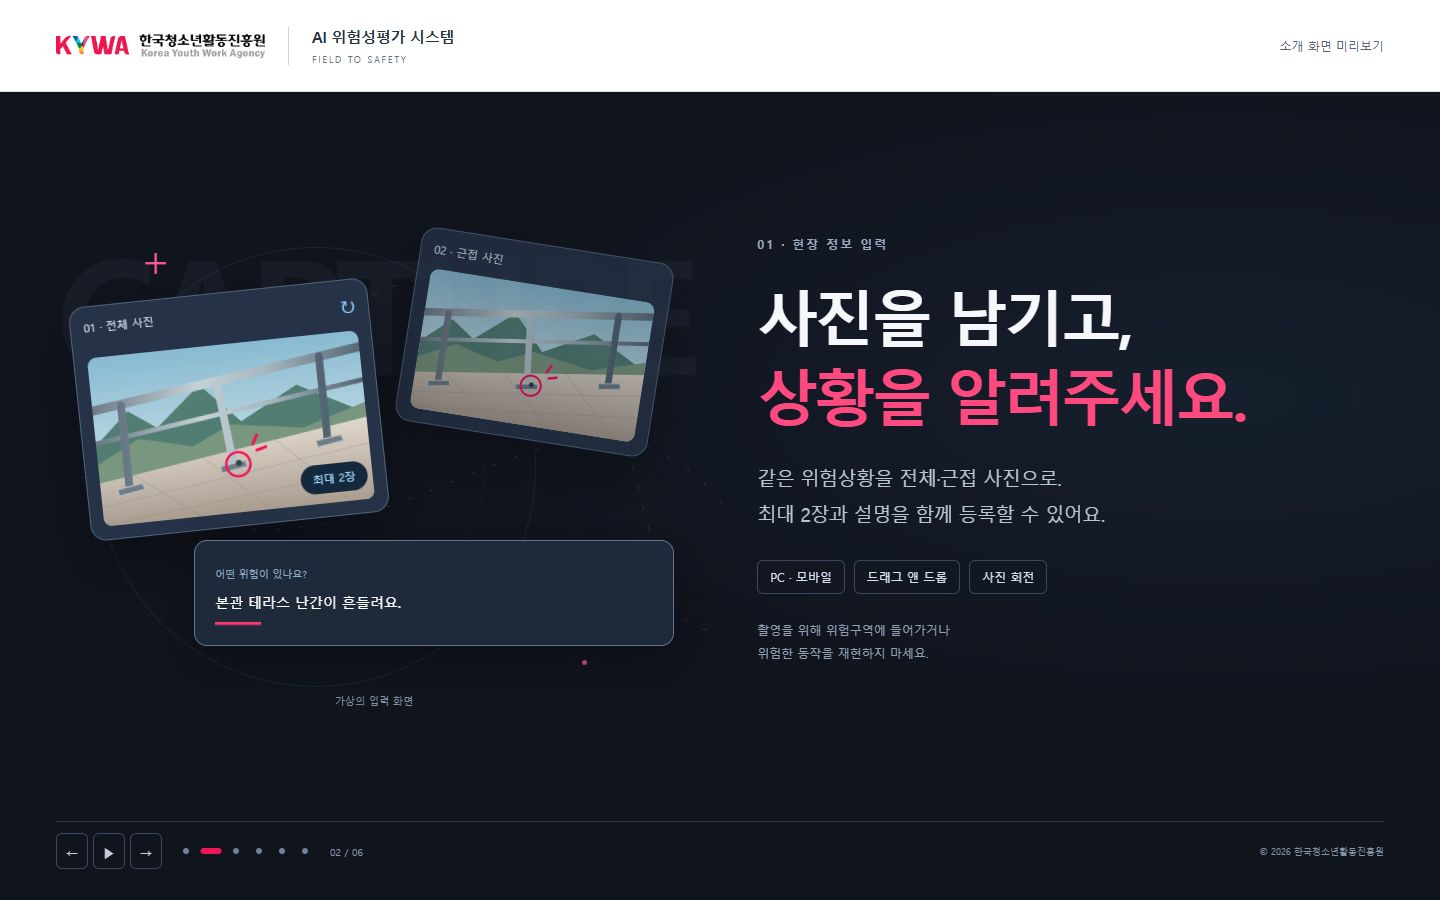 KYWA 한국청소년활동진흥원
Korea Youth Work Agency
AI 위험성평가 시스템
FIELD TO SAFETY
소개 화면 미리보기
CAPTURE
01 · 전체 사진
↻
최대 2장
02 · 근접 사진
어떤 위험이 있나요?
본관 테라스 난간이 흔들려요.
가상의 입력 화면
01 · 현장 정보 입력
사진을 남기고,
상황을 알려주세요.
같은 위험상황을 전체·근접 사진으로.
최대 2장과 설명을 함께 등록할 수 있어요.
PC · 모바일
드래그 앤 드롭
사진 회전
촬영을 위해 위험구역에 들어가거나
위험한 동작을 재현하지 마세요.
← ▶ →
02 / 06
© 2026 한국청소년활동진흥원